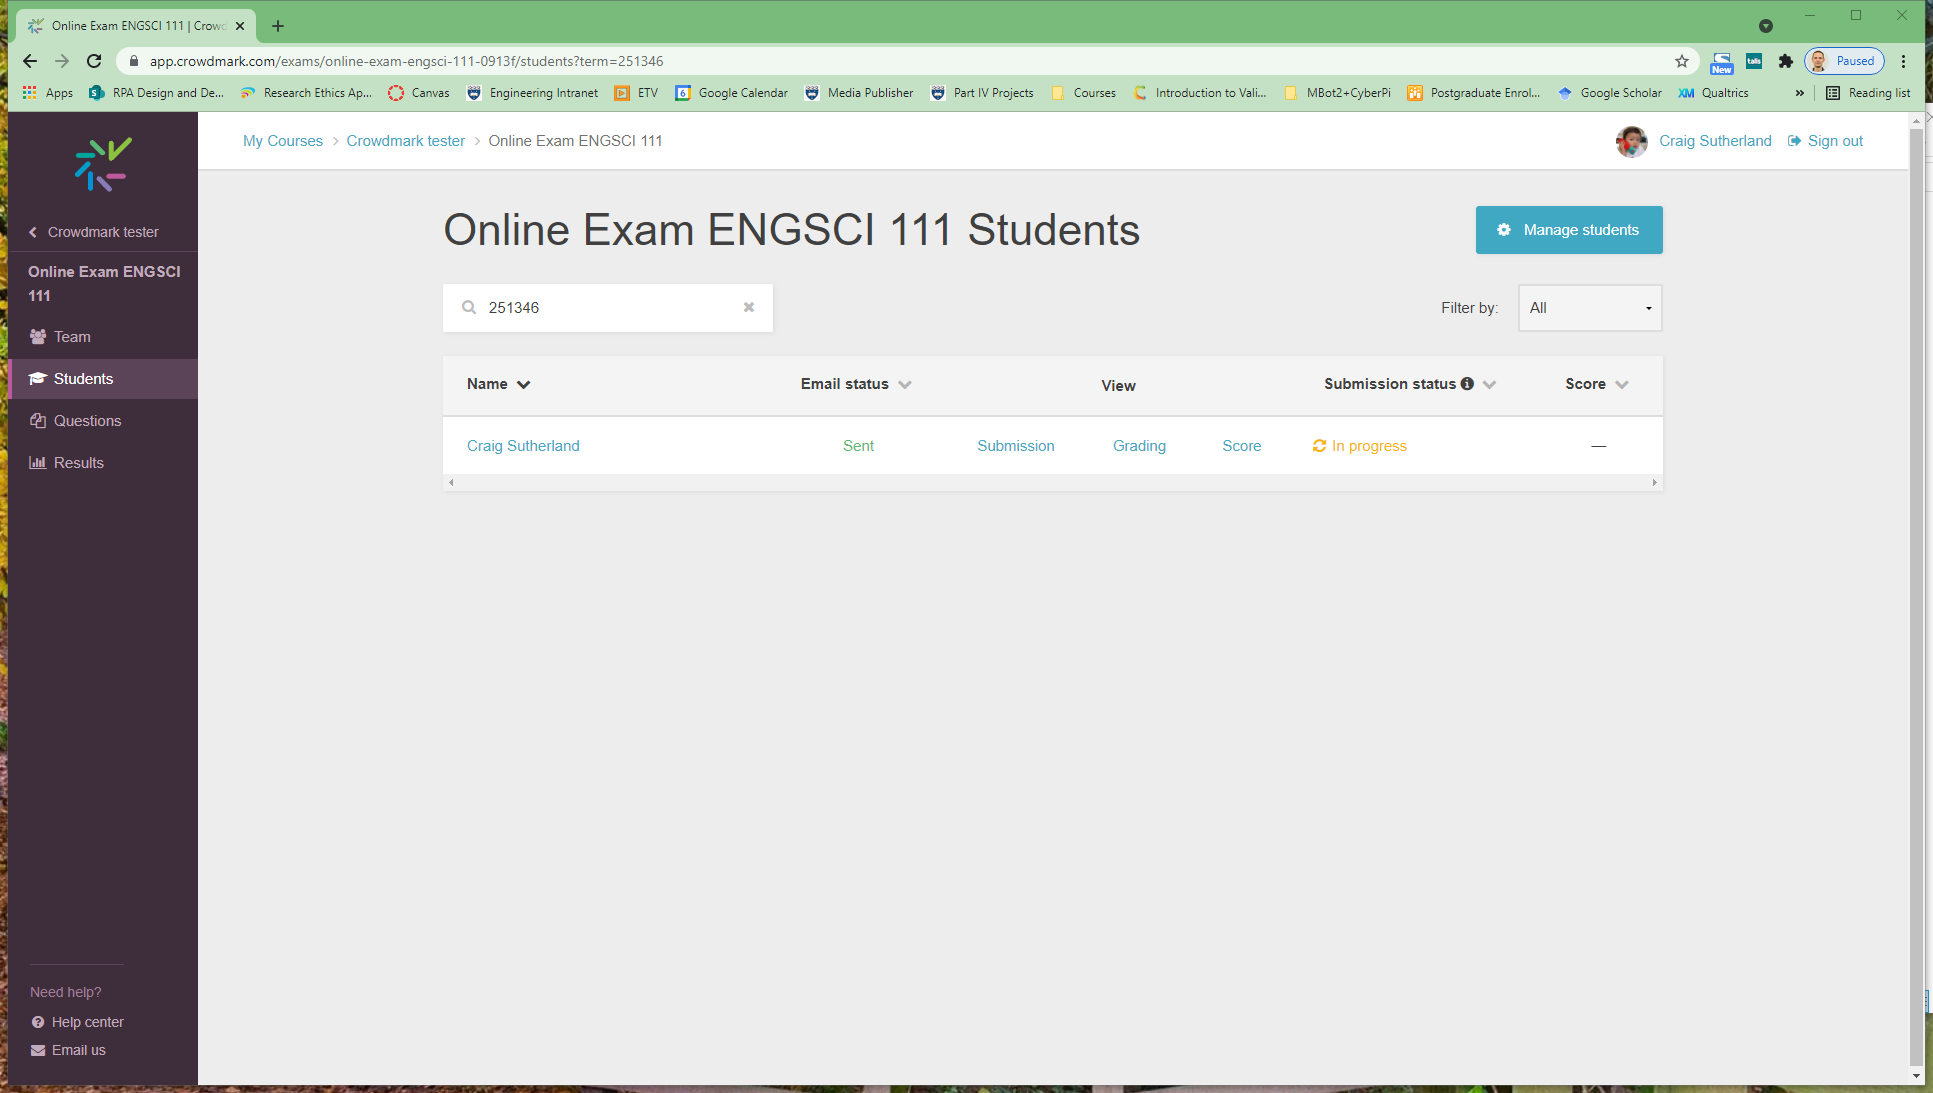 Online Exam ENGSCI 111 | Crowd
app.crowdmark.com/exams/online-exam-engsci-111-0913f/students?term=251346
New
talis
Paused
Apps
RPA Design and De...
Research Ethics Ap...
Canvas
Engineering Intranet
ETV
6
Google Calendar
Media Publisher
Part IV Projects
Courses
Introduction to Vali...
MBot2+CyberPi
Postgraduate Enrol...
Google Scholar
XM
Qualtrics
»
Reading list
My Courses > Crowdmark tester > Online Exam ENGSCI 111
Craig Sutherland
Sign out
Crowdmark tester
Online Exam ENGSCI
111
Team
Students
Questions
Results
Need help?
Help center
Email us
Online Exam ENGSCI 111 Students
Manage students
251346
Filter by:
All
Name
Email status
View
Submission status
Score
Craig Sutherland
Sent
Submission
Grading
Score
In progress
—